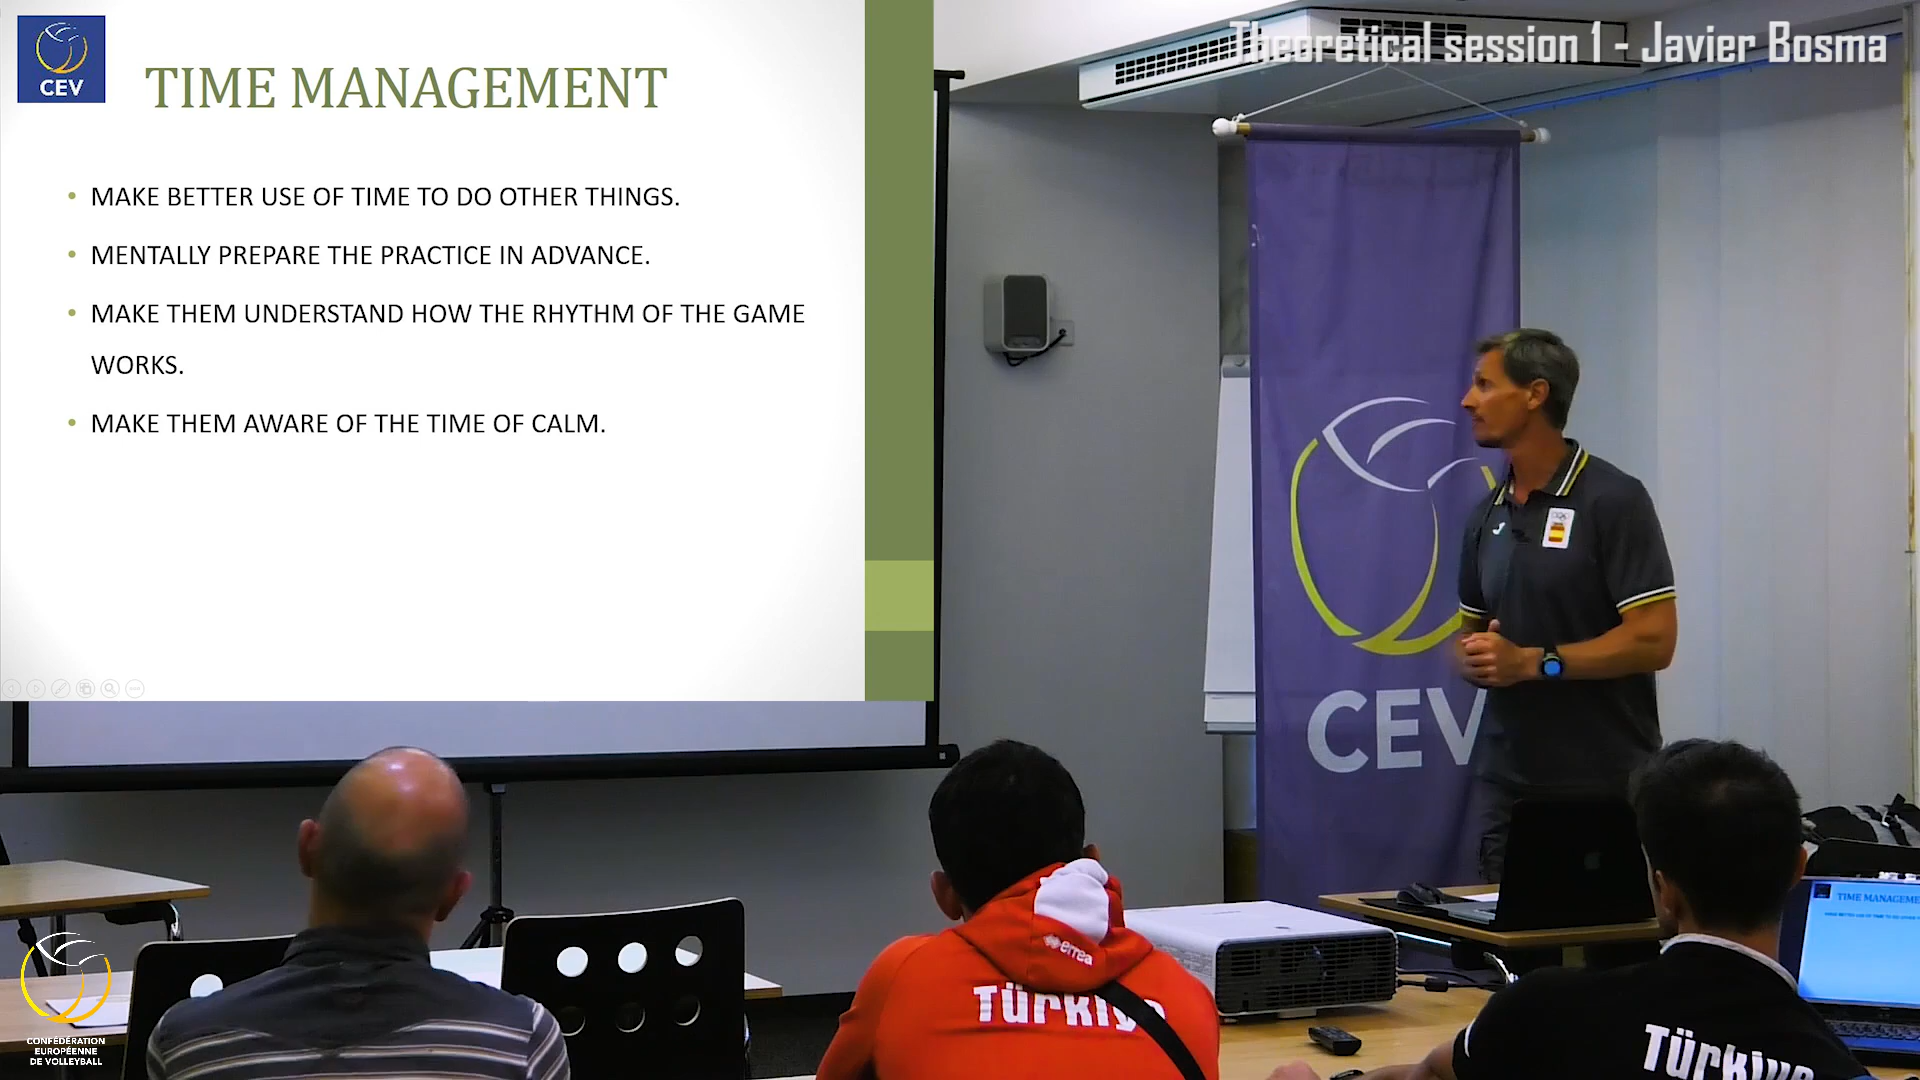 Theoretical session 1 - Javier Bosma
CEV
TIME MANAGEMENT
• MAKE BETTER USE OF TIME TO DO OTHER THINGS.
• MENTALLY PREPARE THE PRACTICE IN ADVANCE.
• MAKE THEM UNDERSTAND HOW THE RHYTHM OF THE GAME
WORKS.
• MAKE THEM AWARE OF THE TIME OF CALM.
CEV
errea
Türkiye
Türkiye
TIME MANAGEME
CONFÉDÉRATION
EUROPÉENNE
DE VOLLEYBALL